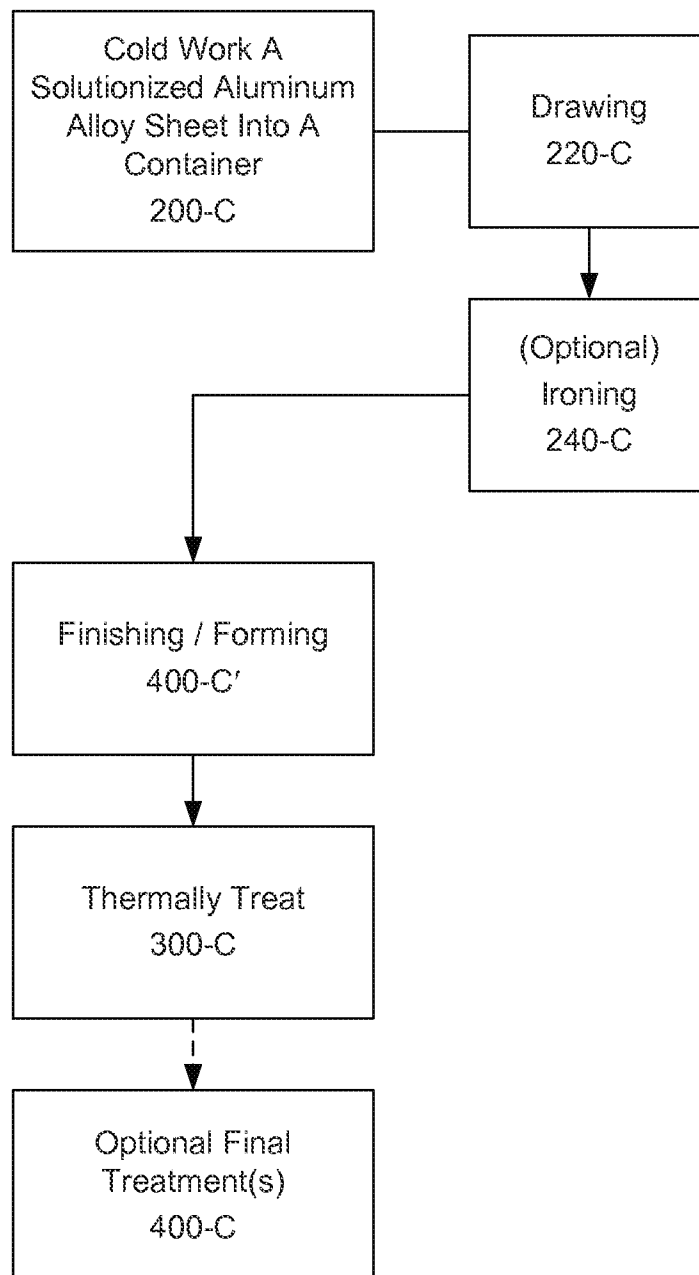 Cold Work A
Solutionized Aluminum
Alloy Sheet Into A
Container
200-C
Drawing
220-C
(Optional)
Ironing
240-C
Finishing / Forming
400-C′
Thermally Treat
300-C
Optional Final
Treatment(s)
400-C